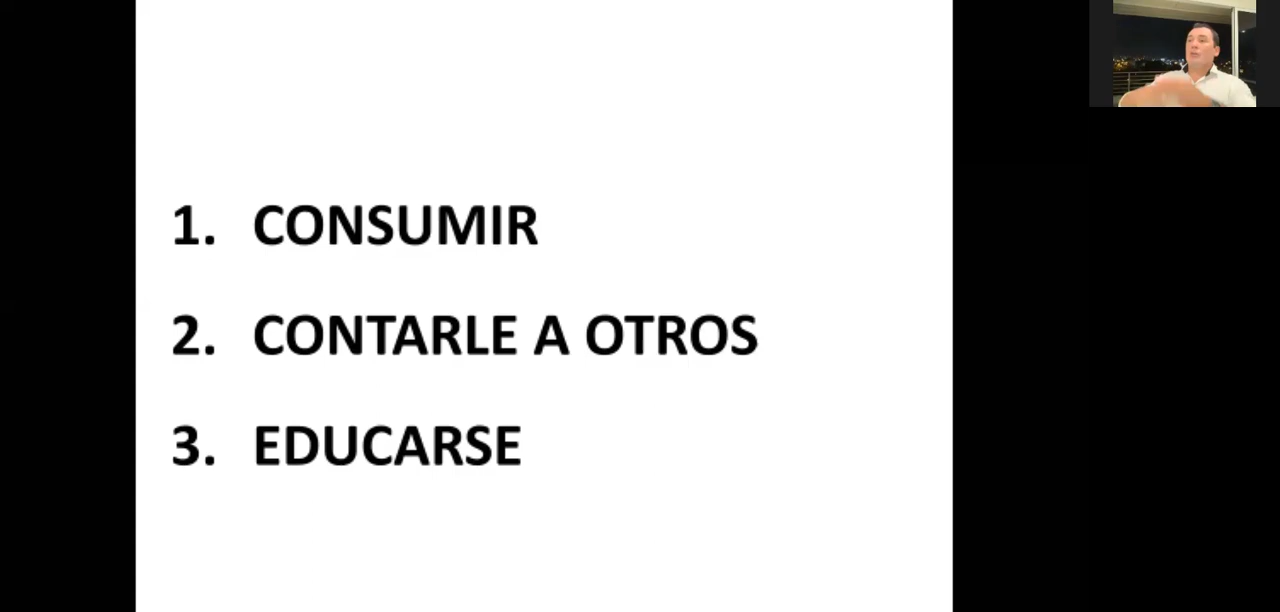 1. CONSUMIR
2. CONTARLE A OTROS
3. EDUCARSE